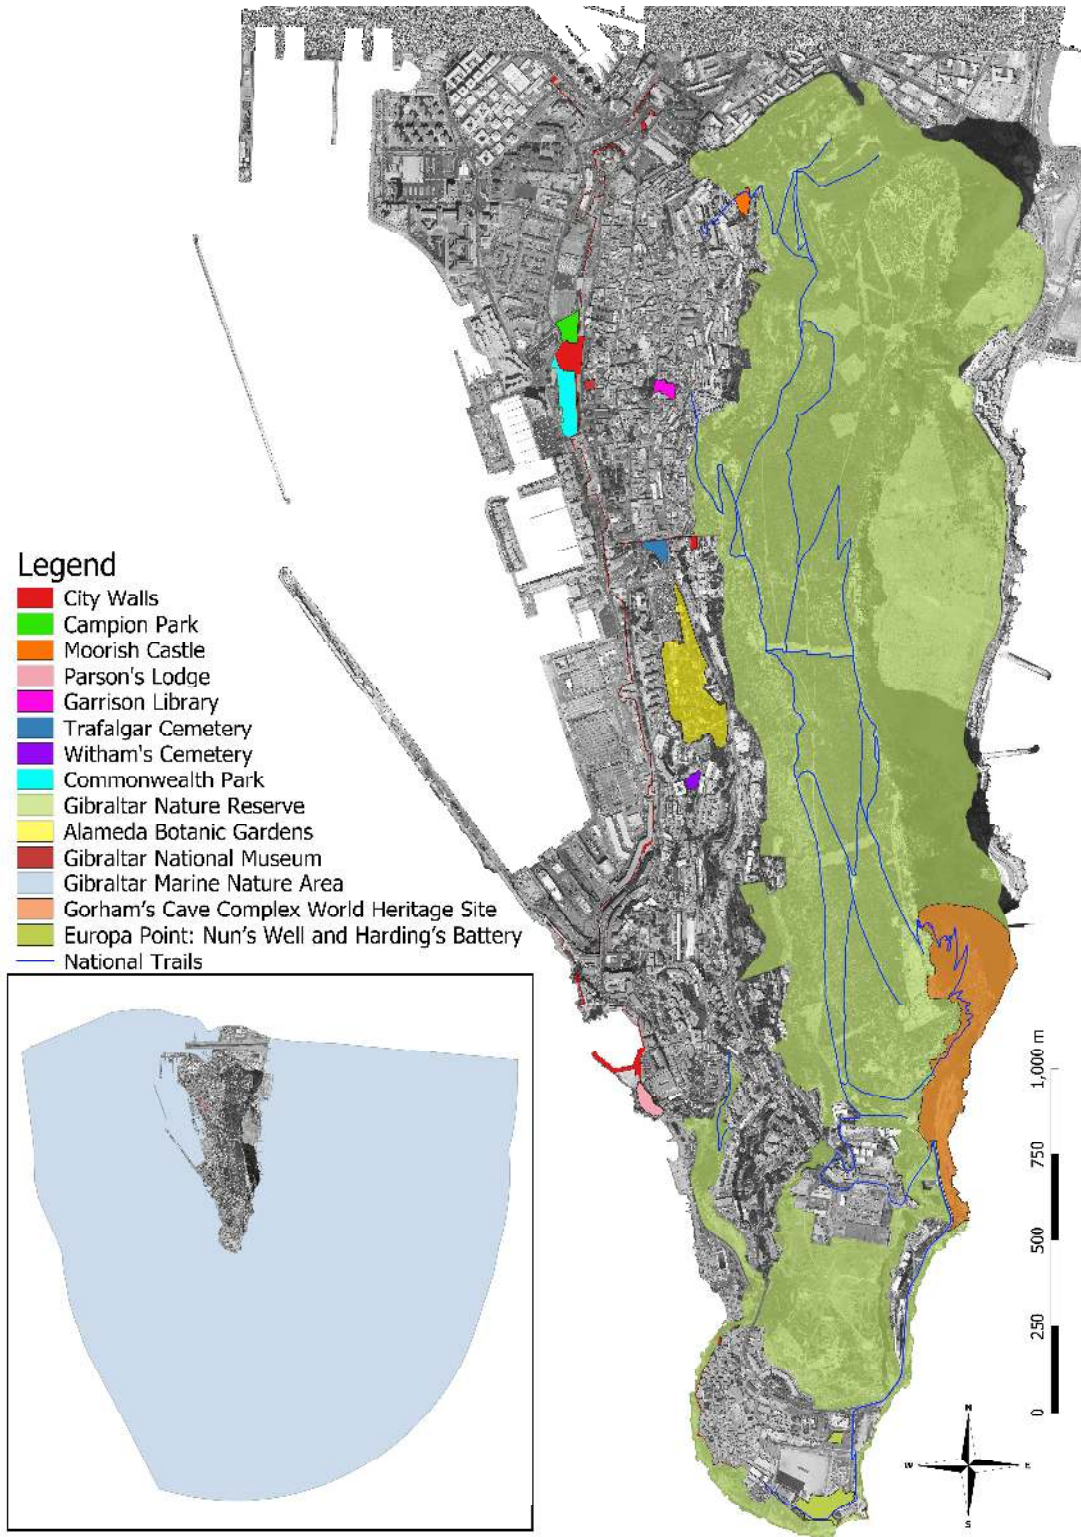 Legend
City Walls
Campion Park
Moorish Castle
Parson's Lodge
Garrison Library
Trafalgar Cemetery
Witham's Cemetery
Commonwealth Park
Gibraltar Nature Reserve
Alameda Botanic Gardens
Gibraltar National Museum
Gibraltar Marine Nature Area
Gorham's Cave Complex World Heritage Site
Europa Point: Nun's Well and Harding's Battery
National Trails
1,000 m
750
500
250
0
N
W
E
S